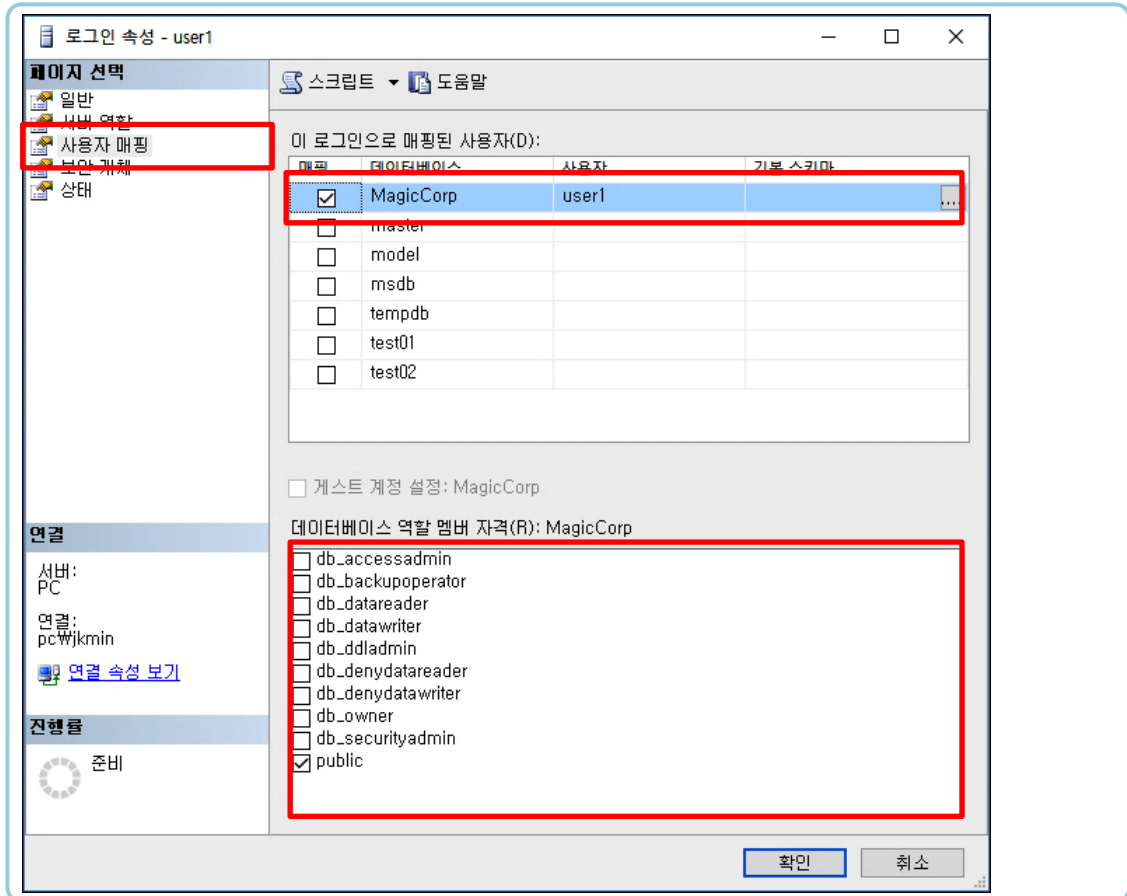 로그인 속성 - user1
페이지 선택
일반
서버 역할
사용자 매핑
보안 개체
상태
스크립트 도움말
이 로그인으로 매핑된 사용자(D):
매핑 데이터베이스 사용자 기본 스키마
MagicCorp user1 ...
master
model
msdb
tempdb
test01
test02
게스트 계정 설정: MagicCorp
데이터베이스 역할 멤버 자격(R): MagicCorp
db_accessadmin
db_backupoperator
db_datareader
db_datawriter
db_ddladmin
db_denydatareader
db_denydatawriter
db_owner
db_securityadmin
public
연결
서버:
PC
연결:
pc₩jkmin
연결 속성 보기
진행률
준비
확인 취소